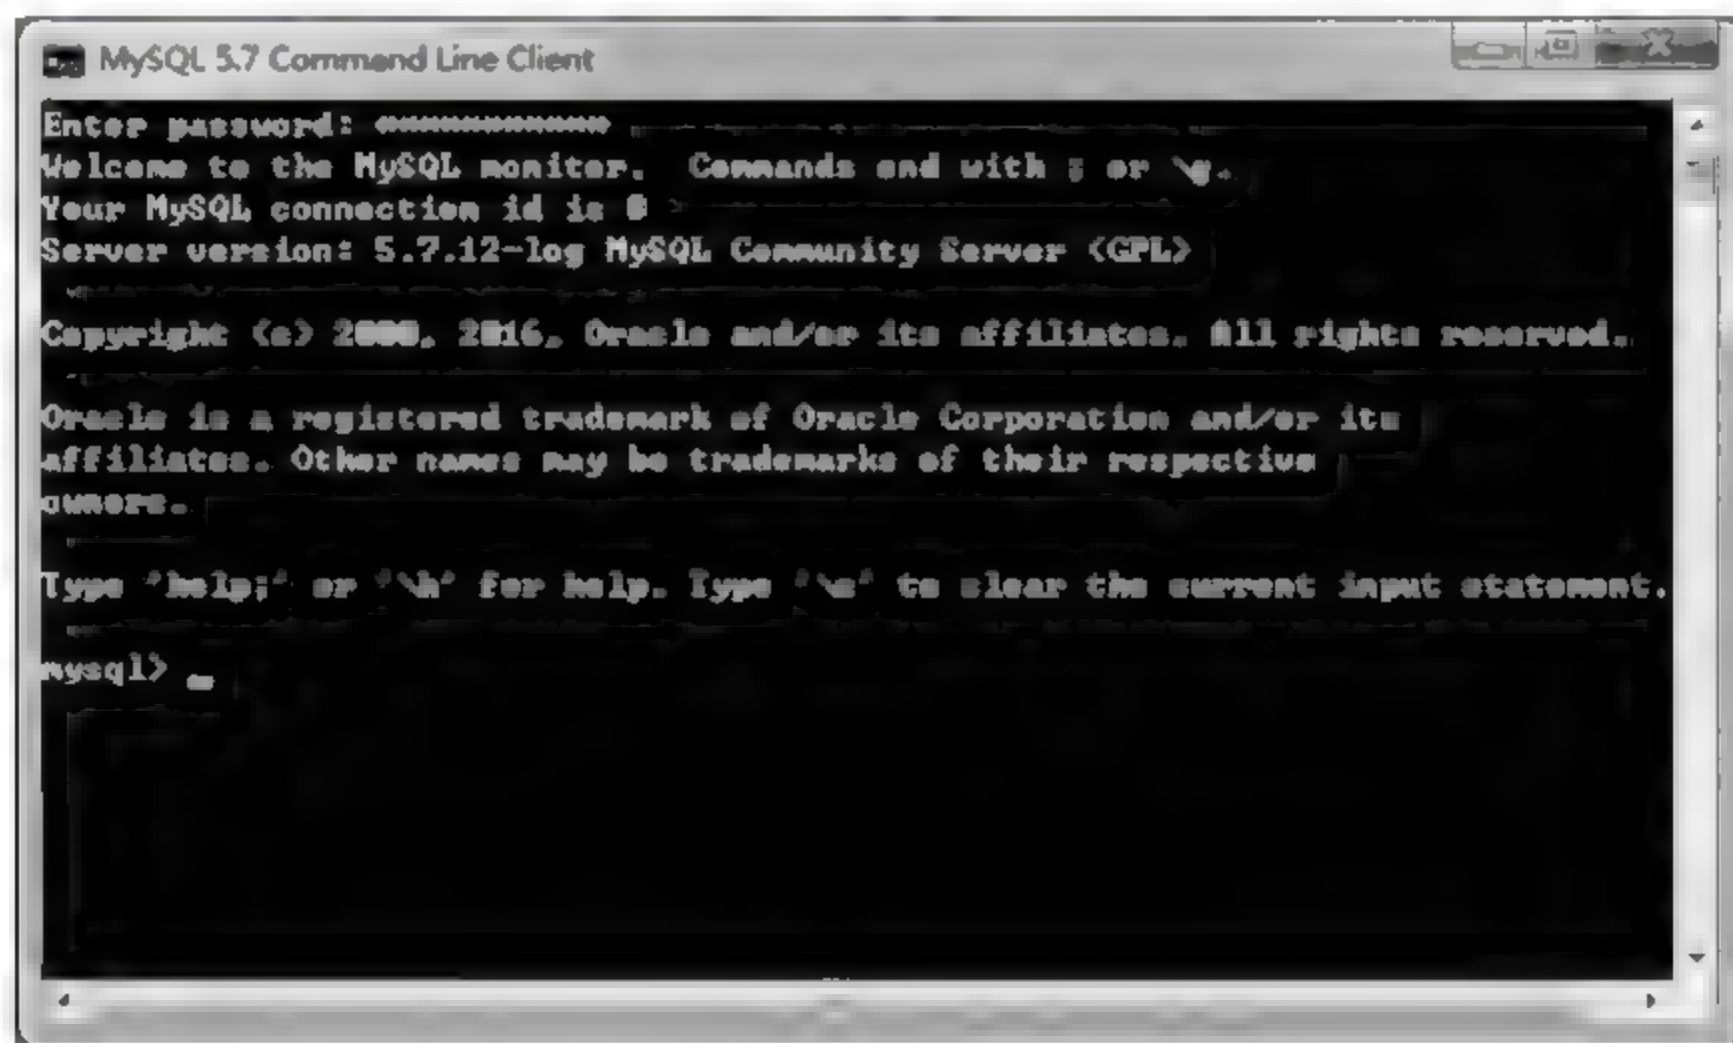 MySQL 5.7 Command Line Client
Enter password:
Welcome to the MySQL monitor.  Commands end with ; or \g.
Your MySQL connection id is
Server version: 5.7.12-log MySQL Community Server (GPL)
Copyright (c) 2000, 2016, Oracle and/or its affiliates. All rights reserved.
Oracle is a registered trademark of Oracle Corporation and/or its
affiliates. Other names may be trademarks of their respective
owners.
Type 'help;' or '\h' for help. Type '\c' to clear the current input statement.
mysql> _